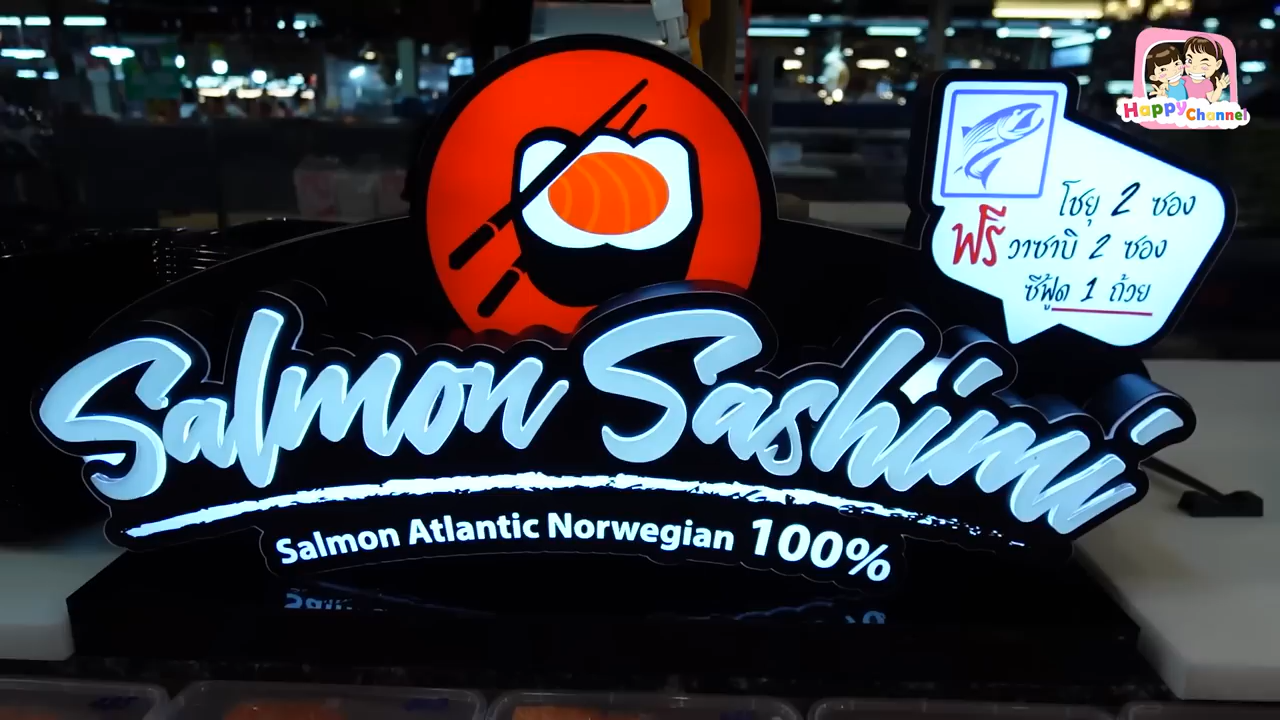 Happy Channel
โชยุ 2 ซอง
ฟรี วาซาบิ 2 ซอง
ซีฟู้ด 1 ถ้วย
Salmon Sashimi
Salmon Atlantic Norwegian 100%